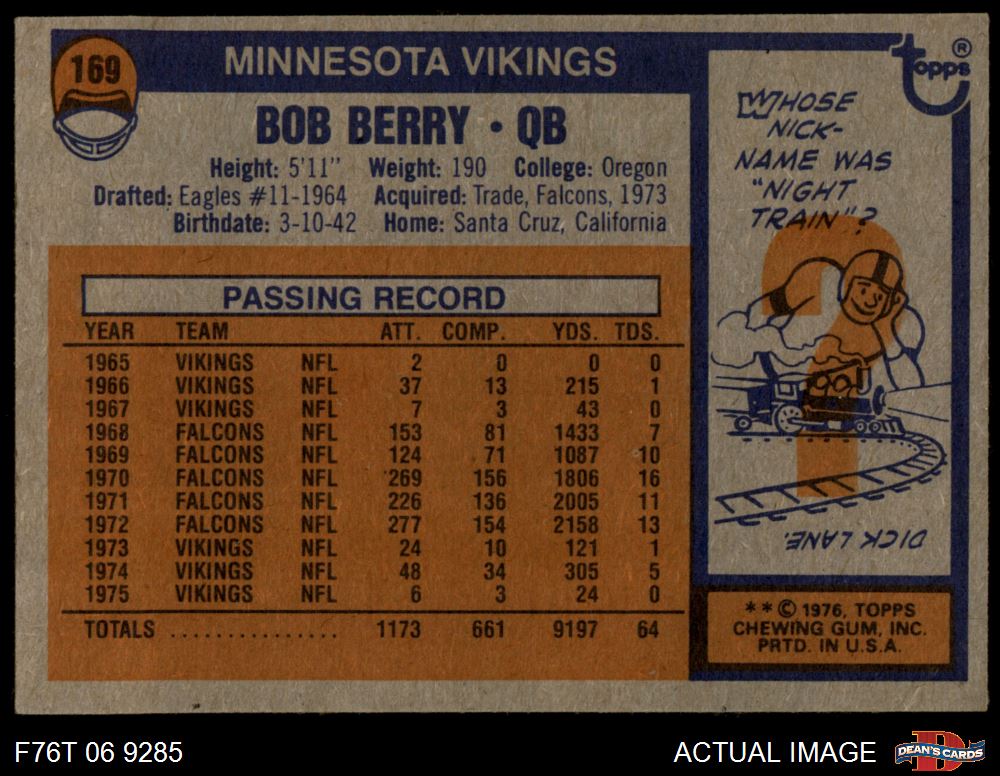 169
MINNESOTA VIKINGS
topps ®
BOB BERRY • QB
Height: 5'11" Weight: 190 College: Oregon
Drafted: Eagles #11-1964 Acquired: Trade, Falcons, 1973
Birthdate: 3-10-42 Home: Santa Cruz, California
PASSING RECORD
YEAR TEAM ATT. COMP. YDS. TDS.
1965 VIKINGS NFL 2 0 0 0
1966 VIKINGS NFL 37 13 215 1
1967 VIKINGS NFL 7 3 43 0
1968 FALCONS NFL 153 81 1433 7
1969 FALCONS NFL 124 71 1087 10
1970 FALCONS NFL 269 156 1806 16
1971 FALCONS NFL 226 136 2005 11
1972 FALCONS NFL 277 154 2158 13
1973 VIKINGS NFL 24 10 121 1
1974 VIKINGS NFL 48 34 305 5
1975 VIKINGS NFL 6 3 24 0
TOTALS ............... 1173 661 9197 64
WHOSE
NICK-
NAME WAS
"NIGHT
TRAIN"?
?
DICK LANE.
** © 1976, TOPPS
CHEWING GUM, INC.
PRTD. IN U.S.A.
F76T 06 9285
ACTUAL IMAGE
D
DEAN'S CARDS